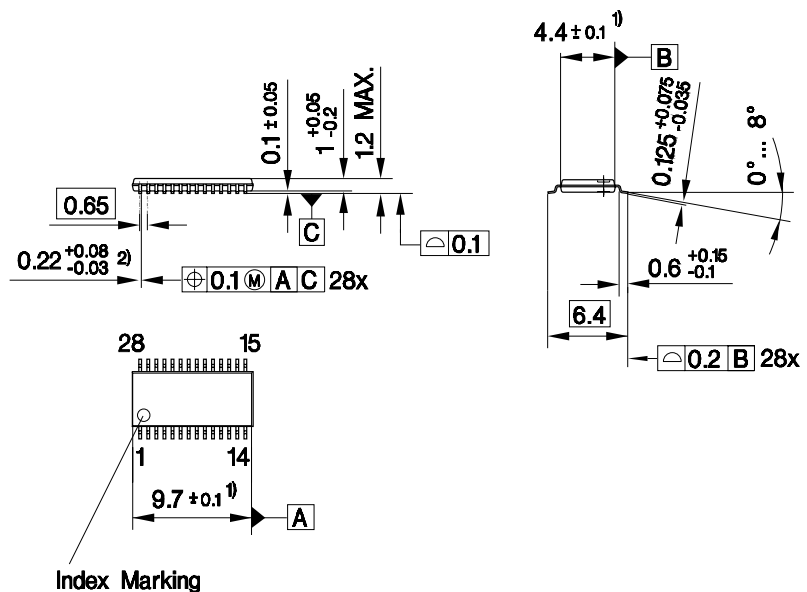 4.4 ± 0.1 1)
B
0.1 ± 0.05
1 +0.05 -0.2
1.2 MAX.
0.125 +0.075 -0.035
0°... 8°
0.65
C
0.1
0.22 +0.08 -0.03 2)
0.1 Ⓜ A C 28x
0.6 +0.15 -0.1
6.4
0.2 B 28x
28 15
1 14
9.7 ± 0.1 1)
A
Index Marking